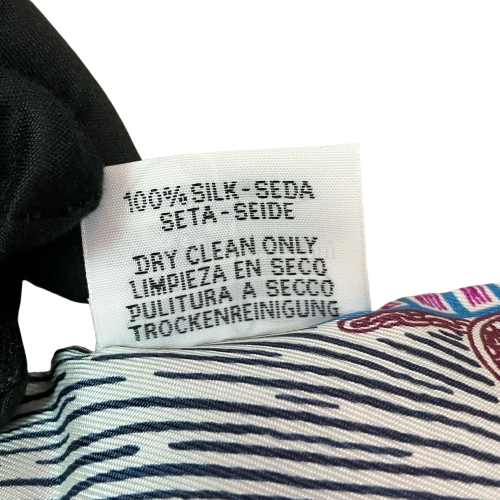 100% SILK-SEDA
SETA-SEIDE
DRY CLEAN ONLY
LIMPIEZA EN SECO
PULITURA A SECCO
TROCKENREINIGUNG